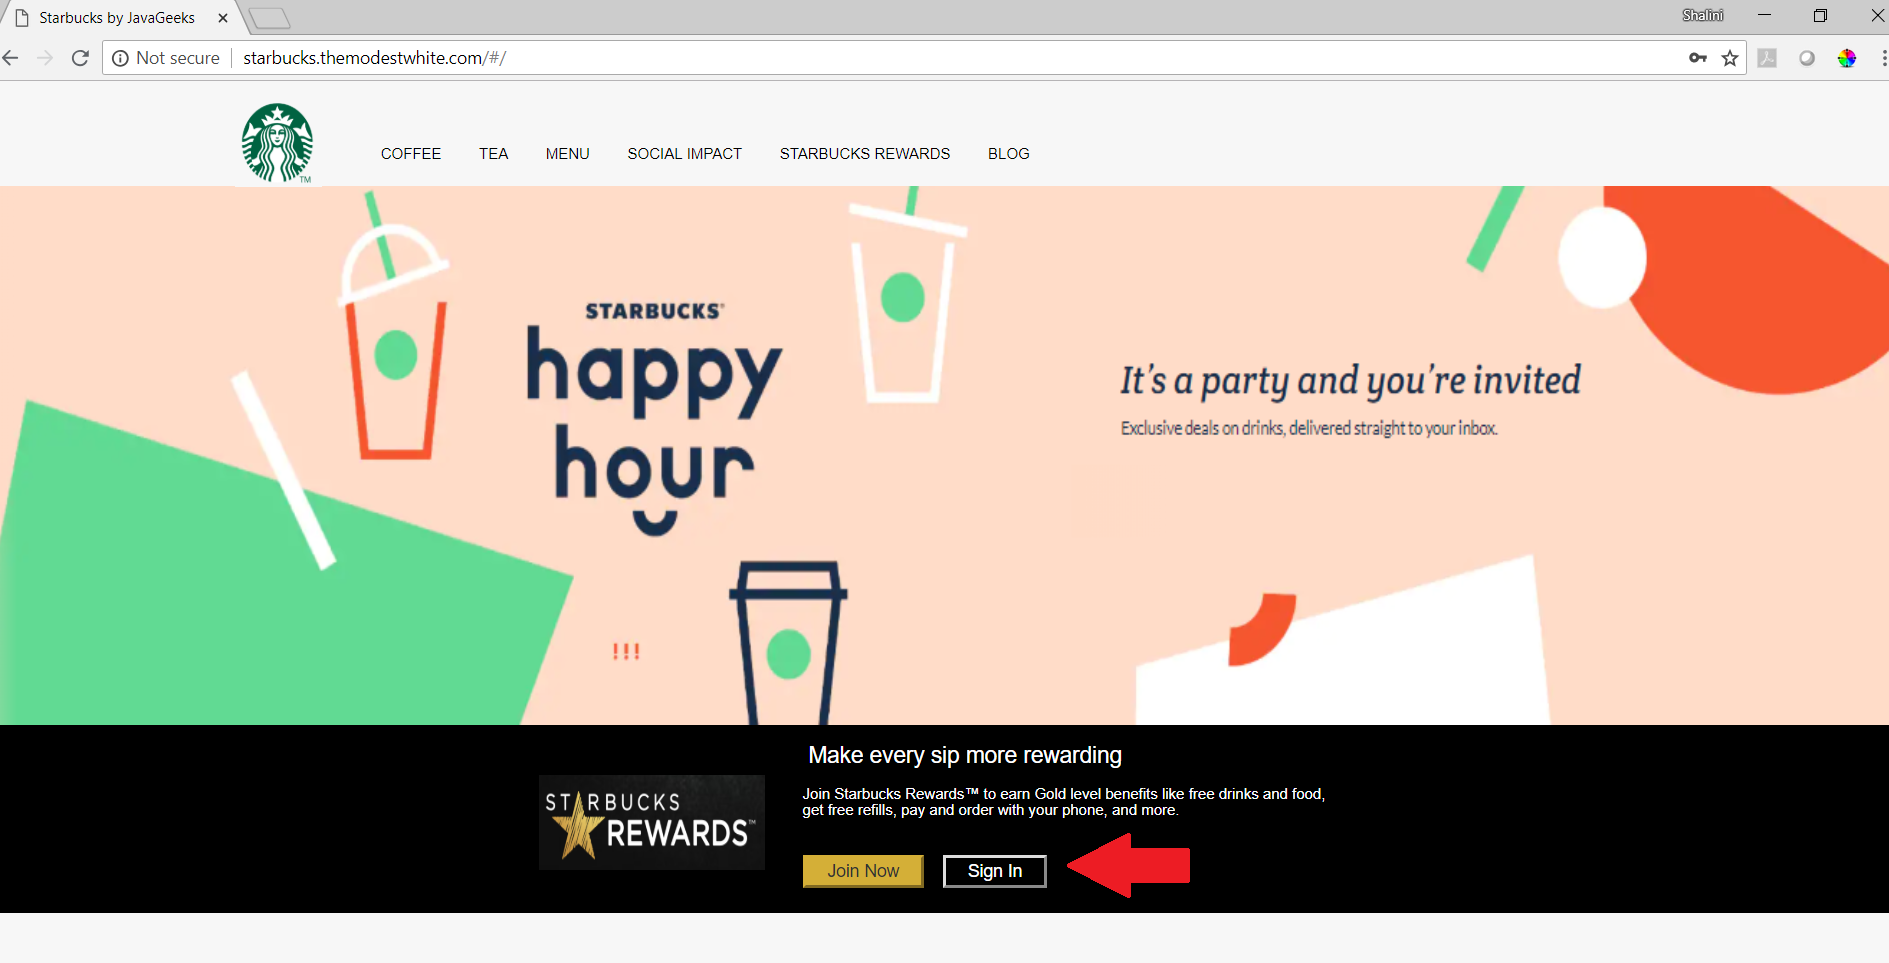 Starbucks by JavaGeeks
Shalini
Not secure
starbucks.themodestwhite.com/#/
TM
COFFEE TEA MENU SOCIAL IMPACT STARBUCKS REWARDS BLOG
STARBUCKS®
happy
hour
It's a party and you're invited
Exclusive deals on drinks, delivered straight to your inbox.
!!!
Make every sip more rewarding
STARBUCKS
REWARDS™
Join Starbucks Rewards™ to earn Gold level benefits like free drinks and food,
get free refills, pay and order with your phone, and more.
Join Now Sign In